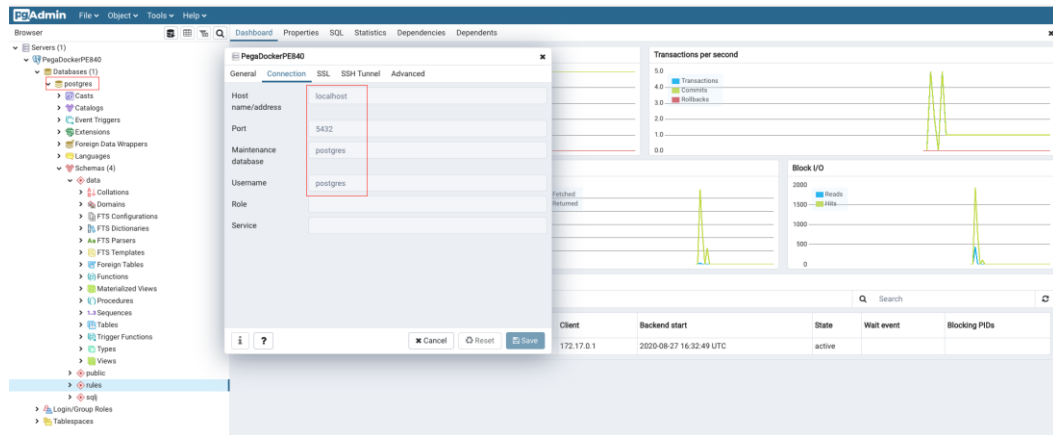 pgAdmin File Object Tools Help
Browser
Dashboard Properties SQL Statistics Dependencies Dependents
Servers (1)
PegaDockerPE840
Databases (1)
postgres
Casts
Catalogs
Event Triggers
Extensions
Foreign Data Wrappers
Languages
Schemas (4)
data
Collations
Domains
FTS Configurations
FTS Dictionaries
FTS Parsers
FTS Templates
Foreign Tables
Functions
Materialized Views
Procedures
1..3 Sequences
Tables
Trigger Functions
Types
Views
public
rules
sqlj
Login/Group Roles
Tablespaces
PegaDockerPE840
General Connection SSL SSH Tunnel Advanced
Host name/address
localhost
Port
5432
Maintenance database
postgres
Username
postgres
Role
Service
i ? Cancel Reset Save
Transactions per second
5.0
4.0
3.0
2.0
1.0
0.0
Transactions
Commits
Rollbacks
Fetched
Returned
Block I/O
2000
1500
1000
500
0
Reads
Hits
Search
Client Backend start State Wait event Blocking PIDs
172.17.0.1 2020-08-27 16:32:49 UTC active